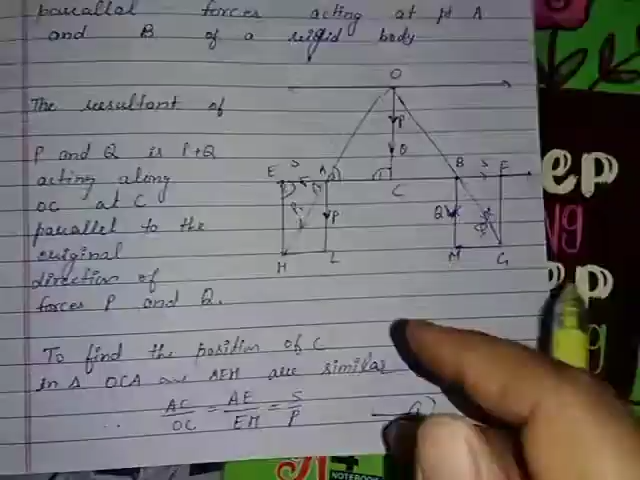 parallel forces acting at pt A
and B of a rigid body
O
The resultant of
P
P and Q is P+Q
Q
E S A B S F
acting along
C
OC at C
P Q
parallel to the
original
H L M G
direction of
forces P and Q.
To find the position of C
in Δ OCA and AEH are similar
AC/OC = AE/EH = S/P
ep
NOTEBOOK